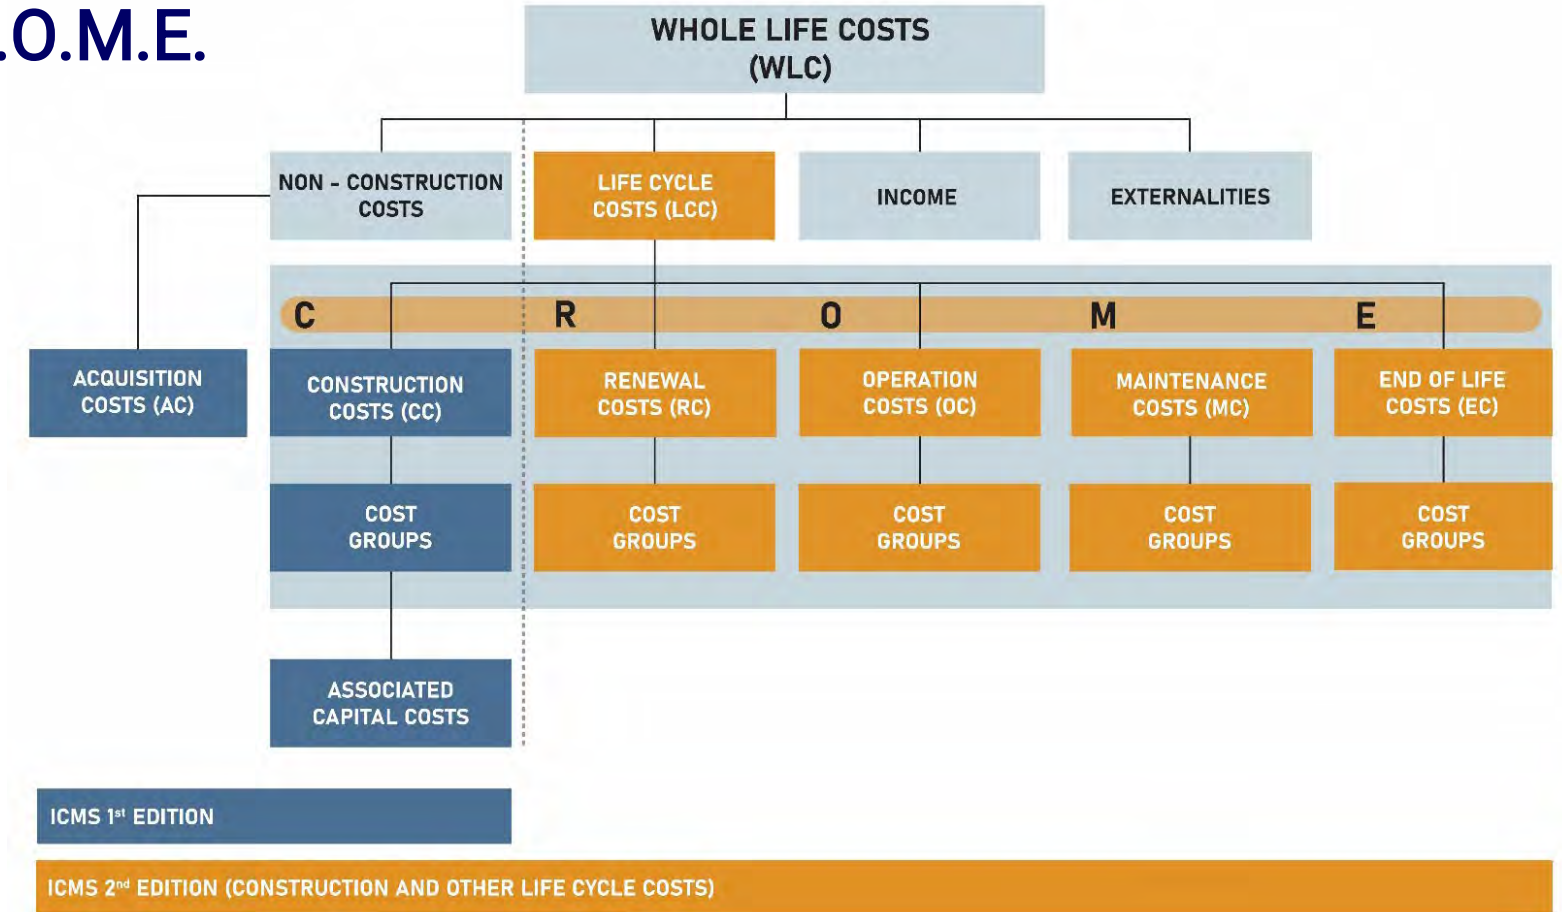 .O.M.E.
WHOLE LIFE COSTS
(WLC)
NON - CONSTRUCTION
COSTS
LIFE CYCLE
COSTS (LCC)
INCOME
EXTERNALITIES
C R O M E
ACQUISITION
COSTS (AC)
CONSTRUCTION
COSTS (CC)
RENEWAL
COSTS (RC)
OPERATION
COSTS (OC)
MAINTENANCE
COSTS (MC)
END OF LIFE
COSTS (EC)
COST
GROUPS
COST
GROUPS
COST
GROUPS
COST
GROUPS
COST
GROUPS
ASSOCIATED
CAPITAL COSTS
ICMS 1st EDITION
ICMS 2nd EDITION (CONSTRUCTION AND OTHER LIFE CYCLE COSTS)